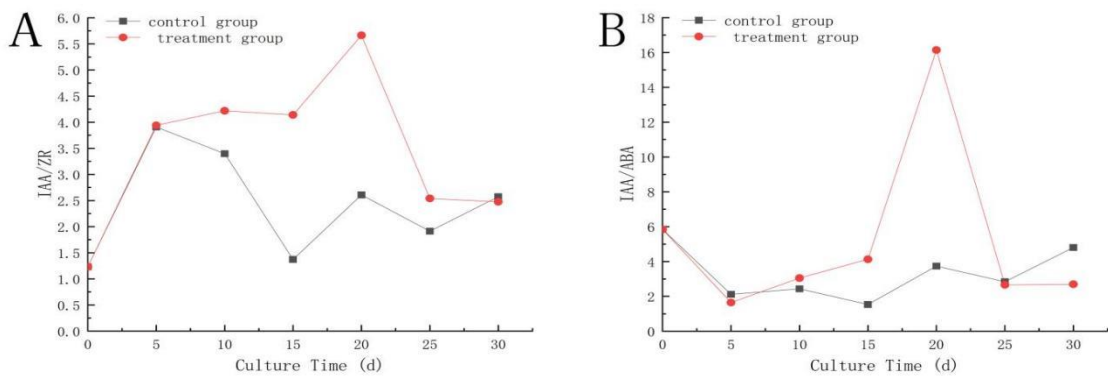 A
control group
treatment group
IAA/ZR
6.0
5.5
5.0
4.5
4.0
3.5
3.0
2.5
2.0
1.5
1.0
0.5
0.0
0 5 10 15 20 25 30
Culture Time (d)
B
control group
treatment group
IAA/ABA
18
16
14
12
10
8
6
4
2
0
0 5 10 15 20 25 30
Culture Time (d)